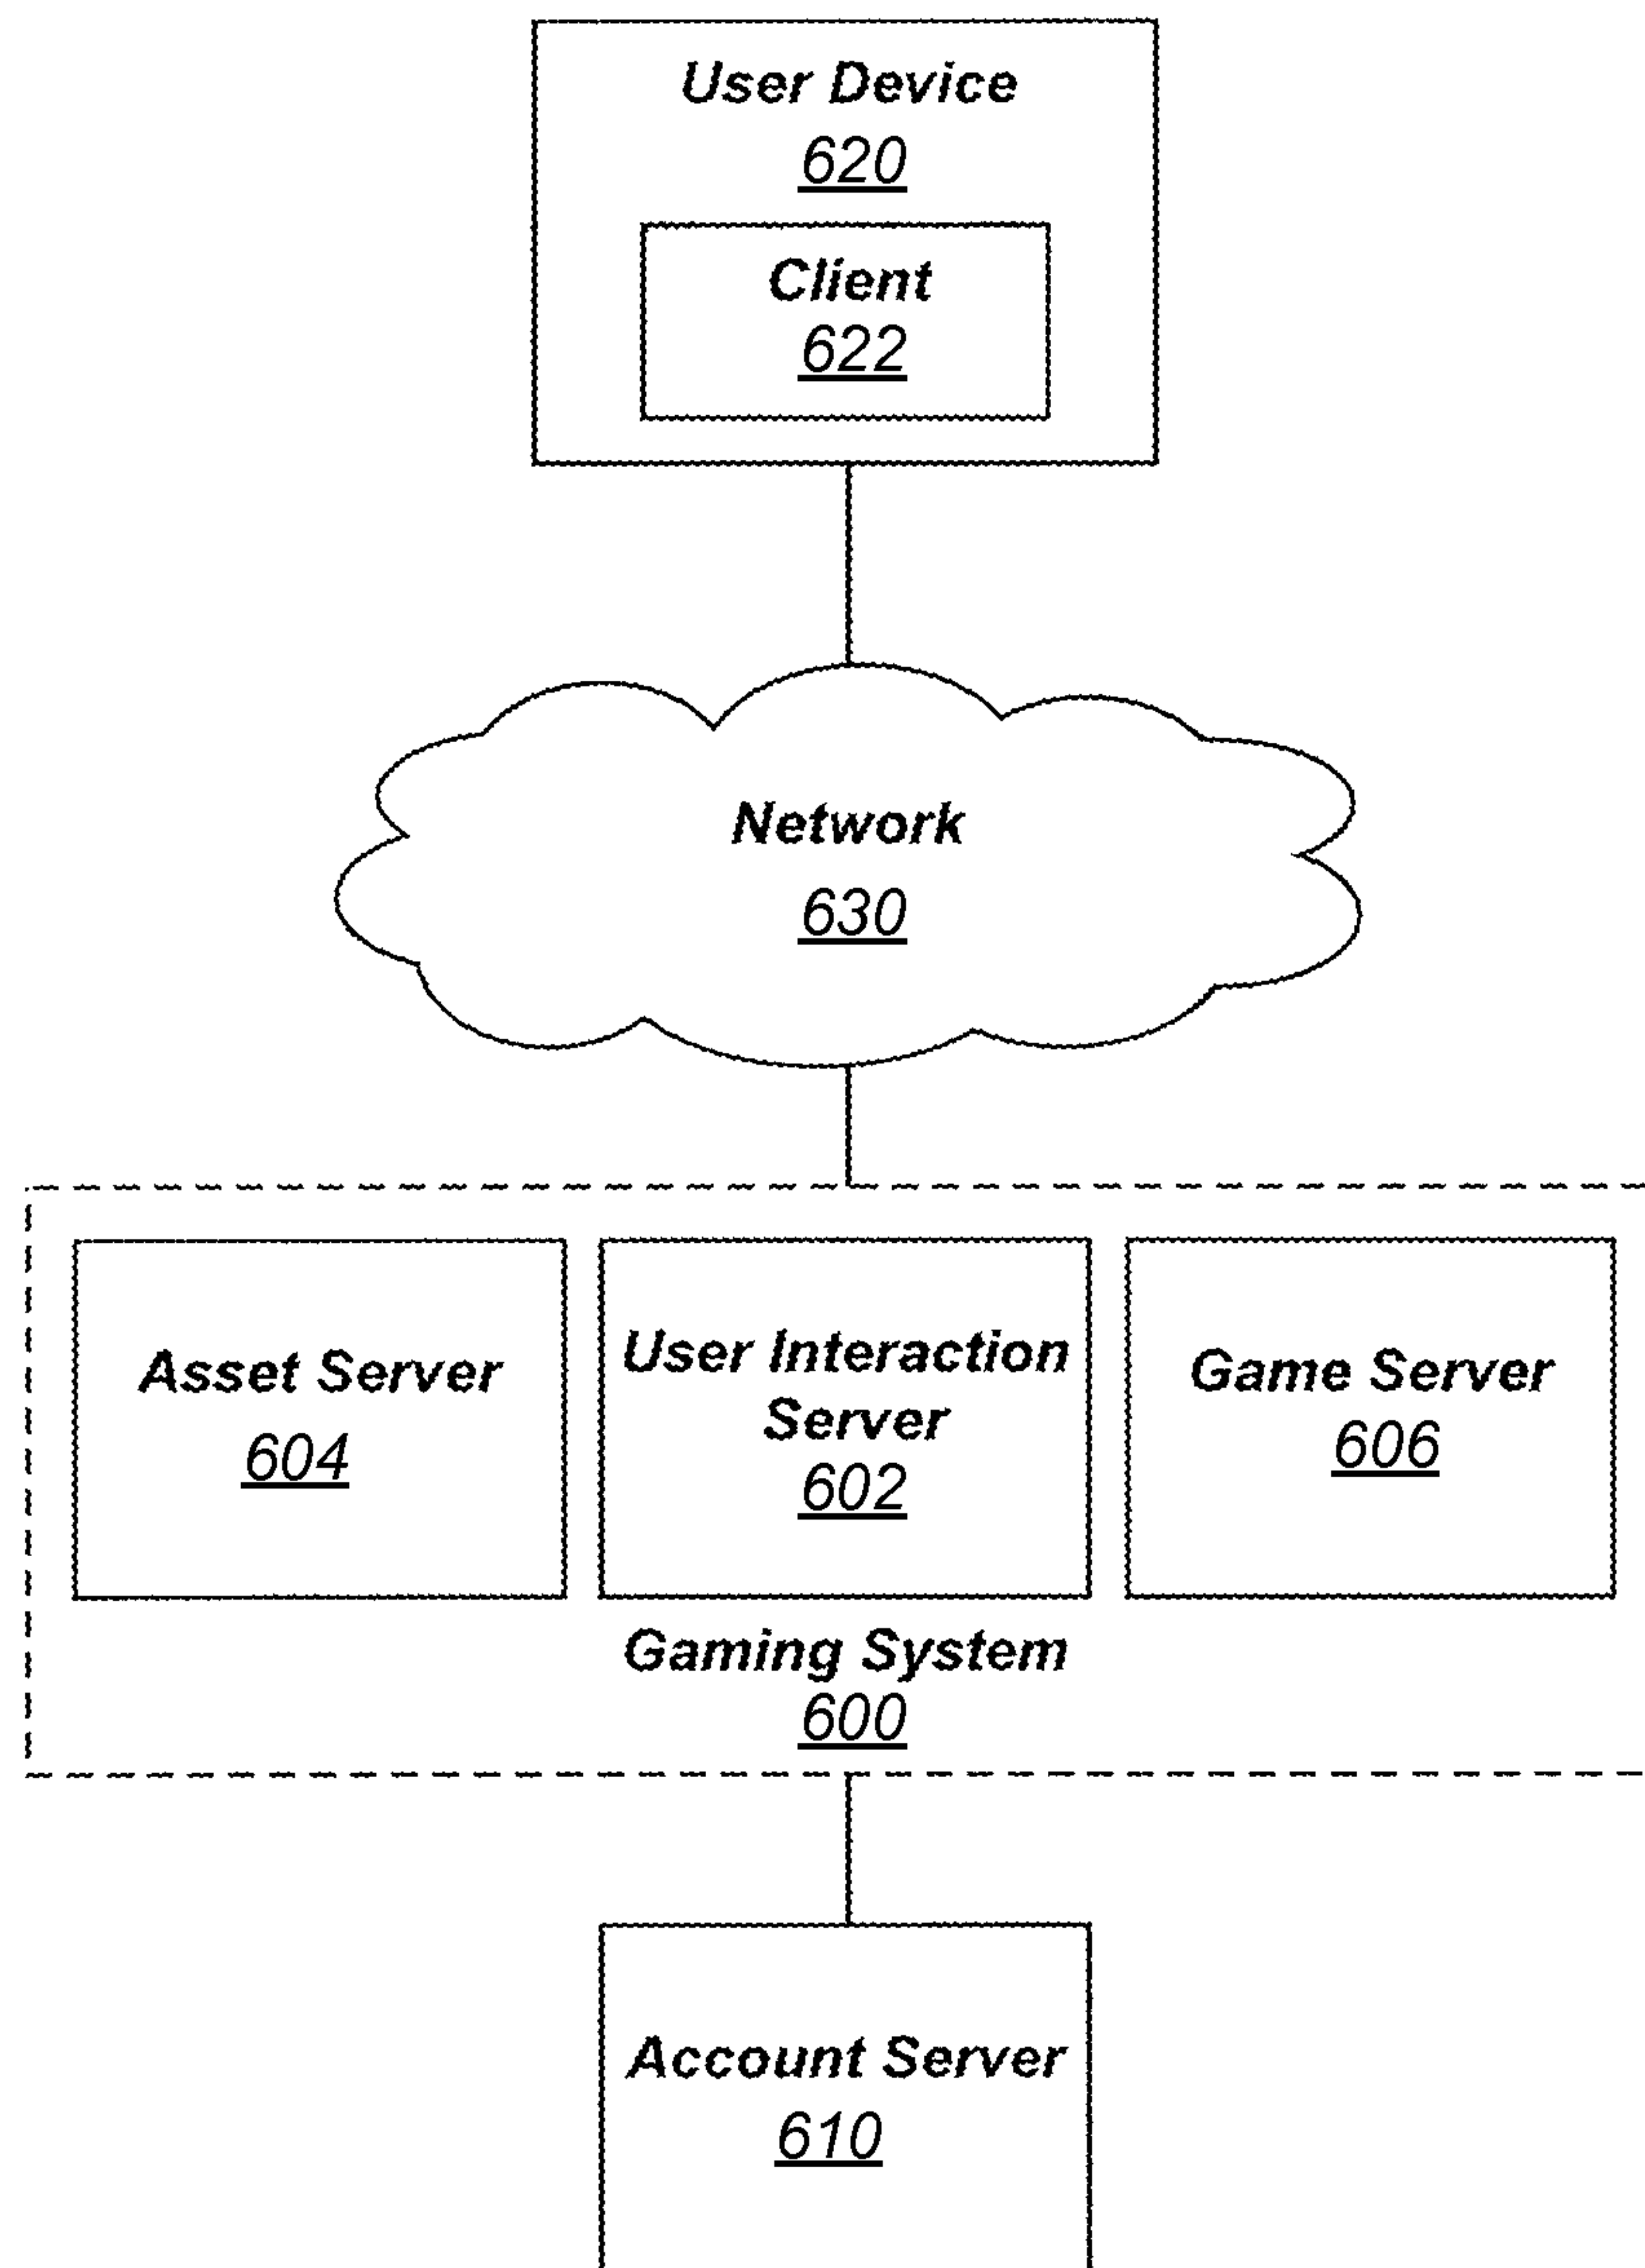 User Device
620
Client
622
Network
630
Asset Server
604
User Interaction
Server
602
Game Server
606
Gaming System
600
Account Server
610